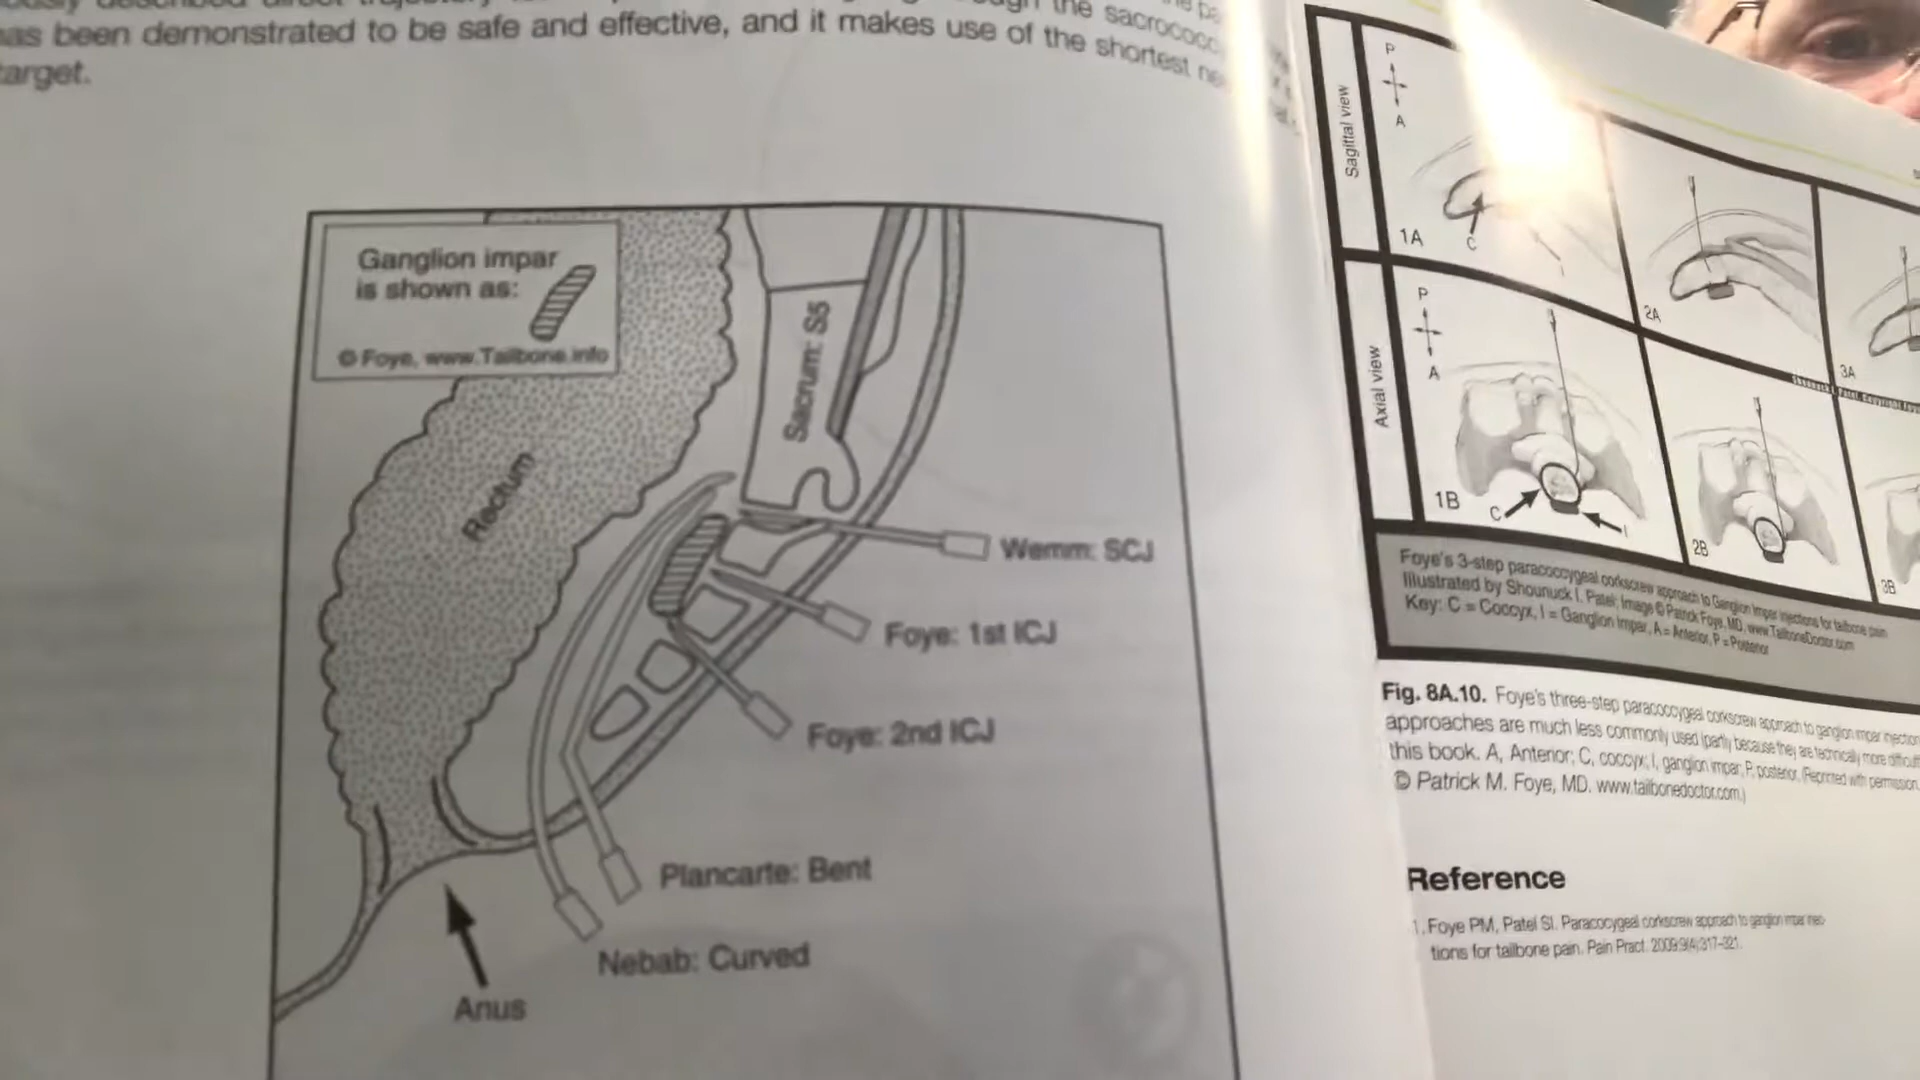 has been demonstrated to be safe and effective, and it makes use of the shortest
target.
Ganglion impar
is shown as:
© Foye, www.Tailbone.info
Rectum
Sacrum: S5
Wemm: SCJ
Foye: 1st ICJ
Foye: 2nd ICJ
Plancarte: Bent
Nebab: Curved
Anus
Sagittal view
P
A
1A
C
2A
3A
Axial view
P
A
1B
C
I
2B
3B
Foye's 3-step paracoccygeal corkscrew approach to Ganglion Impar injections for tailbone pain
Illustrated by Shounuck I. Patel; Image © Patrick Foye, MD, www.TailboneDoctor.com
Key: C = Coccyx, I = Ganglion Impar, A = Anterior, P = Posterior
Fig. 8A.10. Foye's three-step paracoccygeal corkscrew approach to ganglion impar injection
approaches are much less commonly used (partly because they are technically more difficult
this book. A, Anterior; C, coccyx; I, ganglion impar; P, posterior. (Reprinted with permission.
© Patrick M. Foye, MD. www.tailbonedoctor.com.)
Reference
1. Foye PM, Patel SI. Paracoccygeal corkscrew approach to ganglion impar injec-
tions for tailbone pain. Pain Pract. 2009;9(4):317-321.